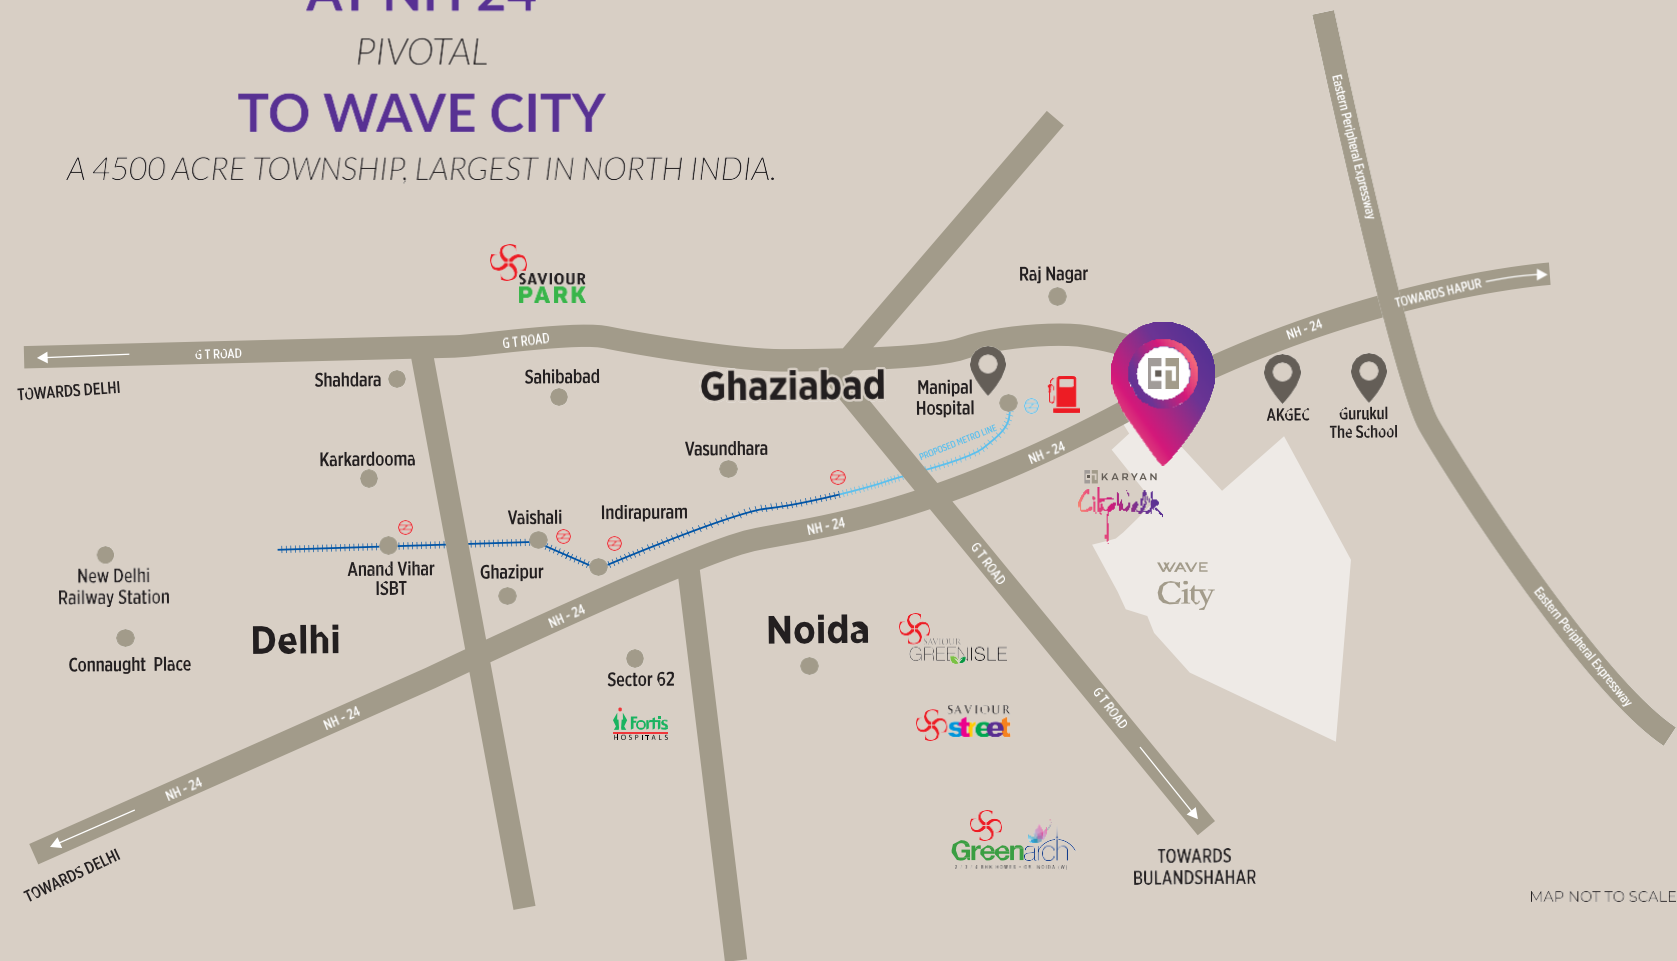 AT NH 24
PIVOTAL
TO WAVE CITY
A 4500 ACRE TOWNSHIP, LARGEST IN NORTH INDIA.
Eastern Peripheral Expressway
SAVIOUR
PARK
Raj Nagar
TOWARDS HAPUR
NH - 24
G T ROAD
G T ROAD
TOWARDS DELHI
Shahdara
Sahibabad
Ghaziabad
Manipal
Hospital
AKGEC
Gurukul
The School
PROPOSED METRO LINE
NH - 24
Karkardooma
Vasundhara
KARYAN
Citywalk
Vaishali
Indirapuram
NH - 24
New Delhi
Railway Station
Anand Vihar
ISBT
Ghazipur
G T ROAD
WAVE
City
NH - 24
Delhi
Noida
SAVIOUR
GREENISLE
Connaught Place
Sector 62
Eastern Peripheral Expressway
Fortis
HOSPITALS
SAVIOUR
street
G T ROAD
NH - 24
NH - 24
TOWARDS DELHI
Greenarch
TOWARDS
BULANDSHAHAR
MAP NOT TO SCALE